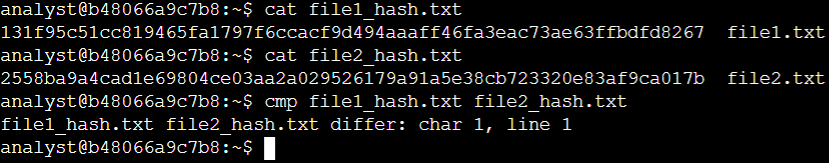 analyst@b48066a9c7b8:~$ cat file1_hash.txt
131f95c51cc819465fa1797f6ccacf9d494aaaff46fa3eac73ae63ffbdfd8267  file1.txt
analyst@b48066a9c7b8:~$ cat file2_hash.txt
2558ba9a4cad1e69804ce03aa2a029526179a91a5e38cb723320e83af9ca017b  file2.txt
analyst@b48066a9c7b8:~$ cmp file1_hash.txt file2_hash.txt
file1_hash.txt file2_hash.txt differ: char 1, line 1
analyst@b48066a9c7b8:~$